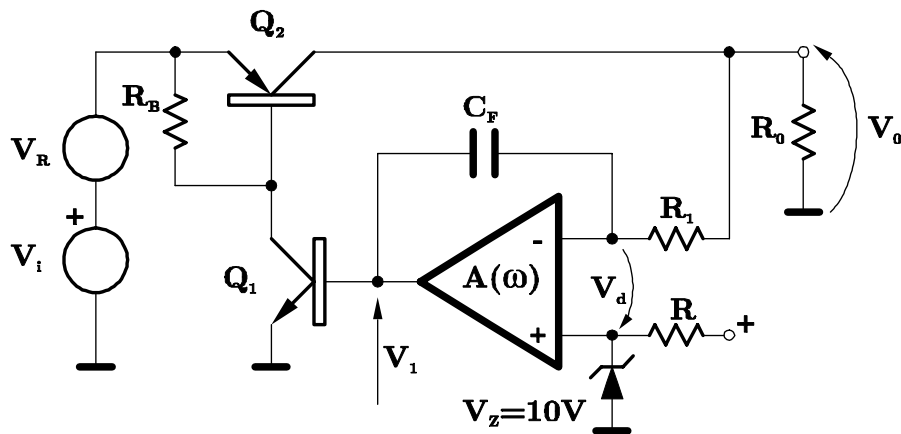 Q₂
R_B
C_F
V_R
R₀
V₀
+
R₁
V_i
-
Q₁
A(ω)
V_d
R
+
+
V₁
V_Z=10V